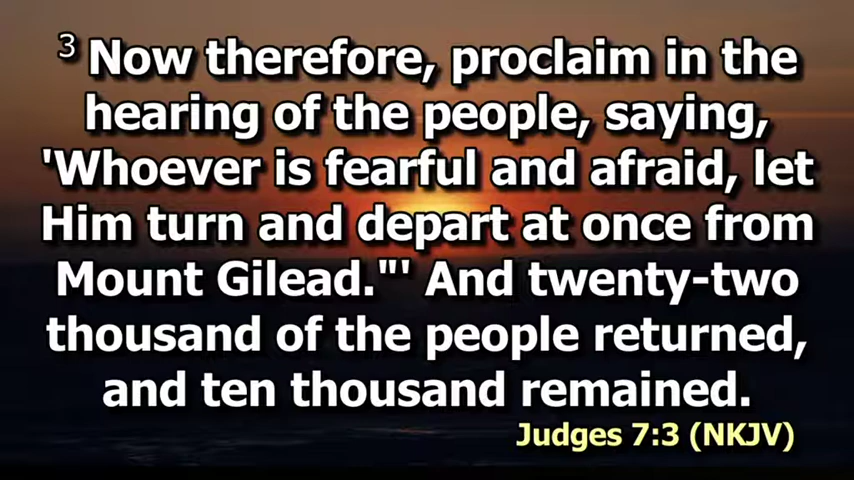 3 Now therefore, proclaim in the
hearing of the people, saying,
'Whoever is fearful and afraid, let
Him turn and depart at once from
Mount Gilead."' And twenty-two
thousand of the people returned,
and ten thousand remained.
Judges 7:3 (NKJV)